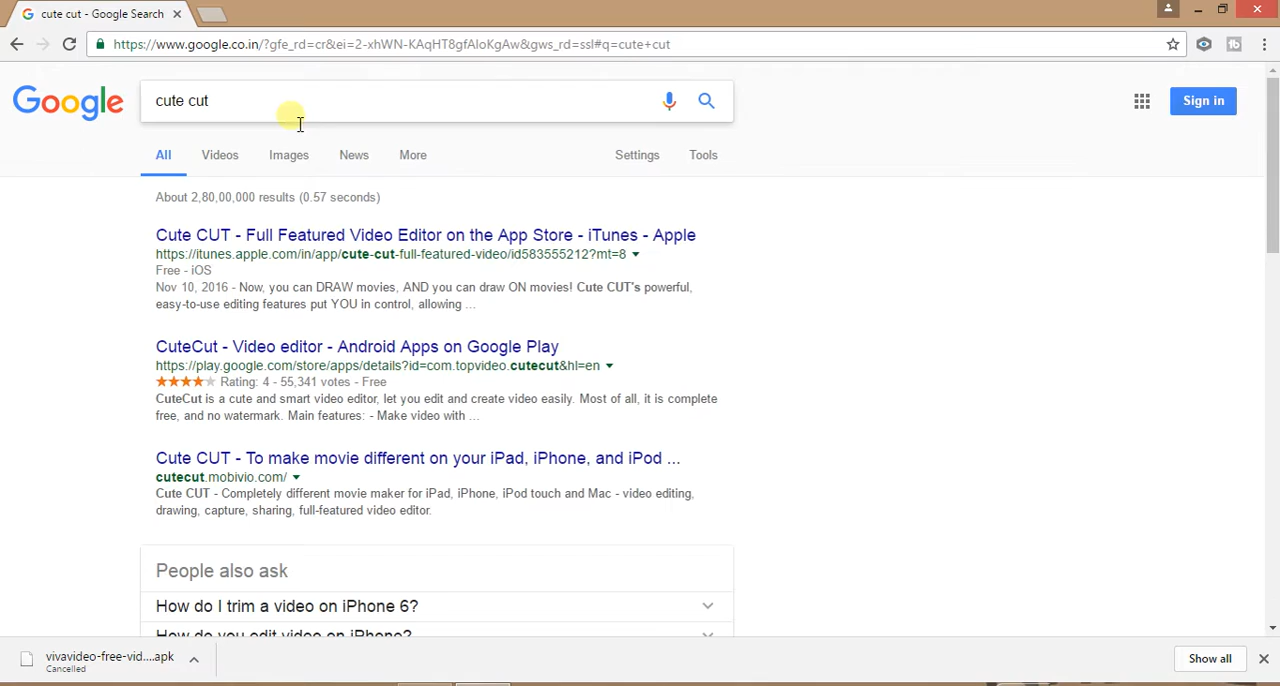 cute cut - Google Search
https://www.google.co.in/?gfe_rd=cr&ei=2-xhWN-KAqHT8gfAloKgAw&gws_rd=ssl#q=cute+cut
Google
cute cut
Sign in
All Videos Images News More Settings Tools
About 2,80,00,000 results (0.57 seconds)
Cute CUT - Full Featured Video Editor on the App Store - iTunes - Apple
https://itunes.apple.com/in/app/cute-cut-full-featured-video/id583555212?mt=8
Free - iOS
Nov 10, 2016 - Now, you can DRAW movies, AND you can draw ON movies! Cute CUT's powerful,
easy-to-use editing features put YOU in control, allowing ...
CuteCut - Video editor - Android Apps on Google Play
https://play.google.com/store/apps/details?id=com.topvideo.cutecut&hl=en
Rating: 4 - 55,341 votes - Free
CuteCut is a cute and smart video editor, let you edit and create video easily. Most of all, it is complete
free, and no watermark. Main features: - Make video with ...
Cute CUT - To make movie different on your iPad, iPhone, and iPod ...
cutecut.mobivio.com/
Cute CUT - Completely different movie maker for iPad, iPhone, iPod touch and Mac - video editing,
drawing, capture, sharing, full-featured video editor.
People also ask
How do I trim a video on iPhone 6?
How do you edit video on iPhone?
vivavideo-free-vid....apk
Cancelled
Show all